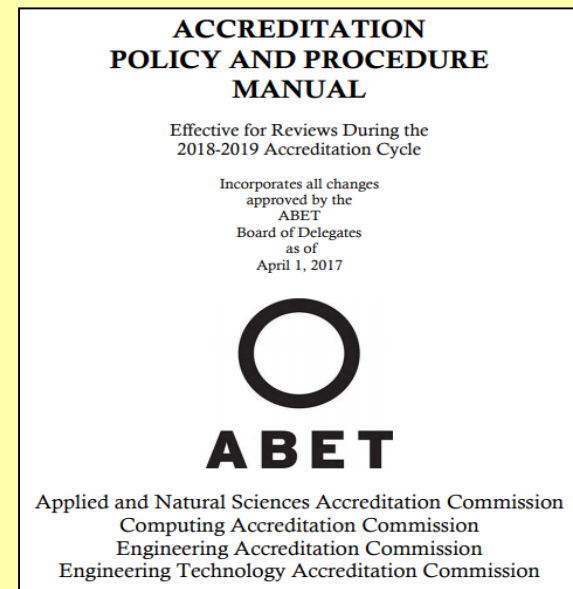 ACCREDITATION
POLICY AND PROCEDURE
MANUAL
Effective for Reviews During the
2018-2019 Accreditation Cycle
Incorporates all changes
approved by the
ABET
Board of Delegates
as of
April 1, 2017
ABET
Applied and Natural Sciences Accreditation Commission
Computing Accreditation Commission
Engineering Accreditation Commission
Engineering Technology Accreditation Commission